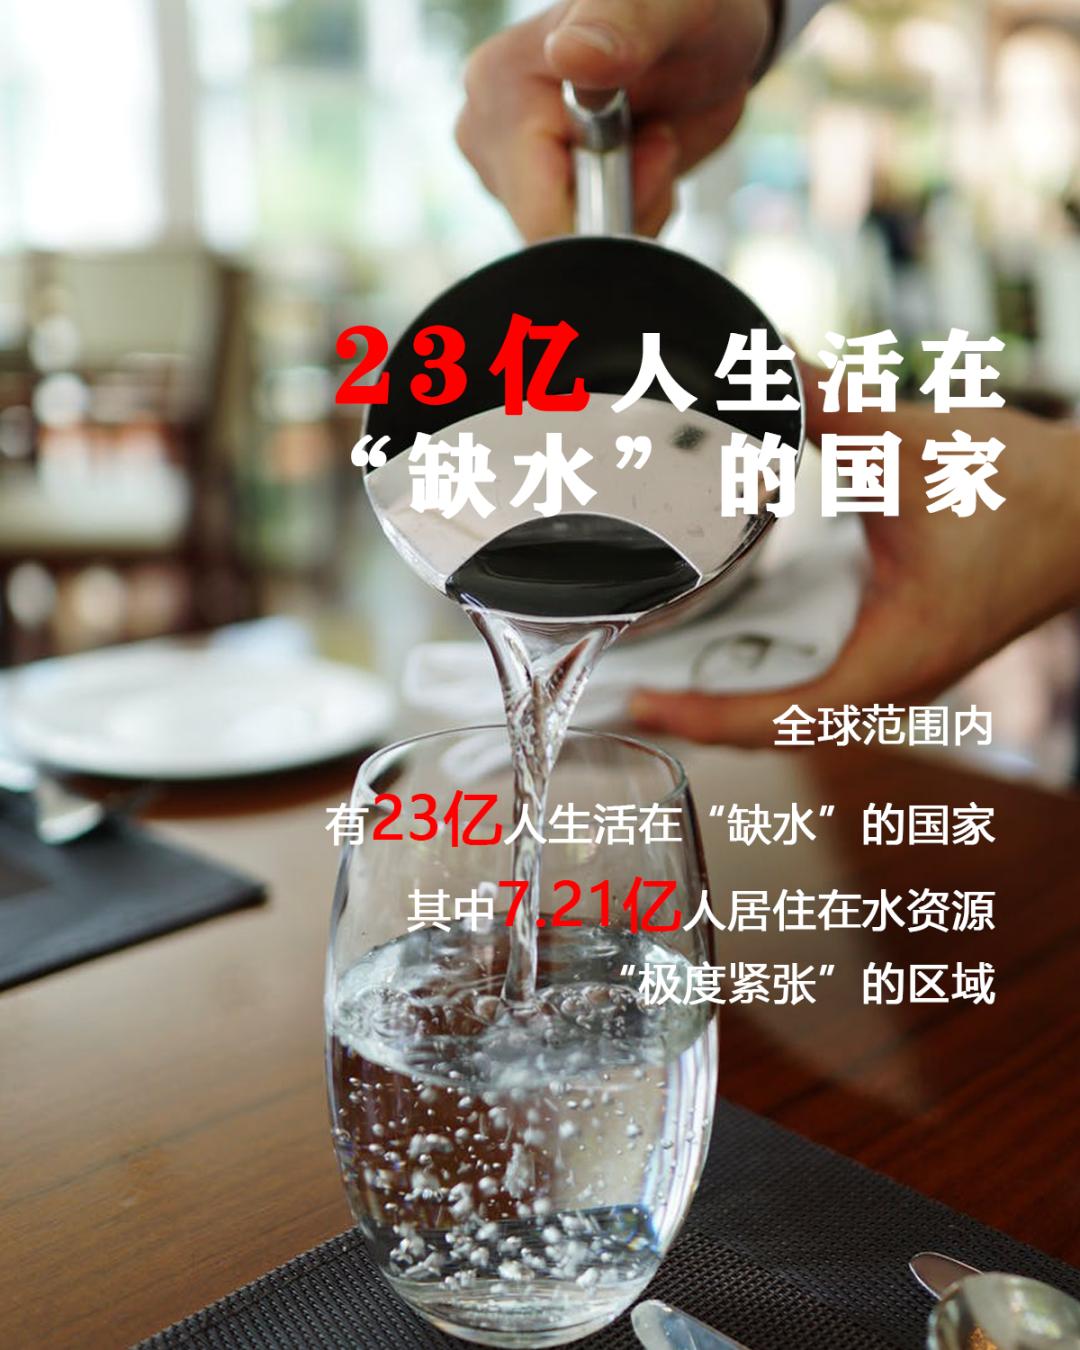 23亿人生活在
“缺水”的国家
全球范围内
有23亿人生活在“缺水”的国家
其中7.21亿人居住在水资源
“极度紧张”的区域